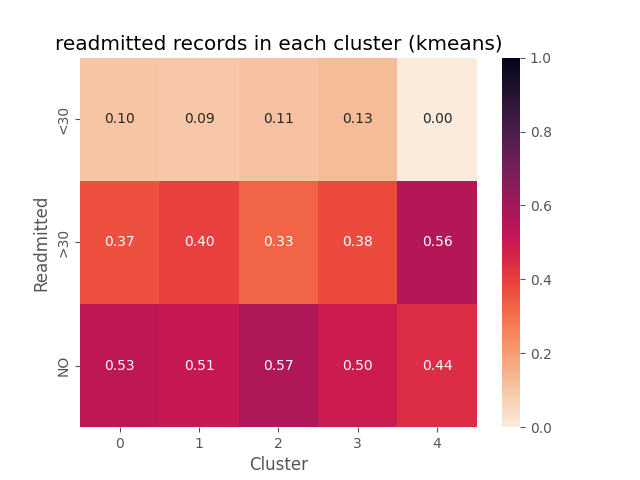 readmitted records in each cluster (kmeans)
Readmitted
<30
0.10 0.09 0.11 0.13 0.00
>30
0.37 0.40 0.33 0.38 0.56
NO
0.53 0.51 0.57 0.50 0.44
0 1 2 3 4
Cluster
1.0
0.8
0.6
0.4
0.2
0.0